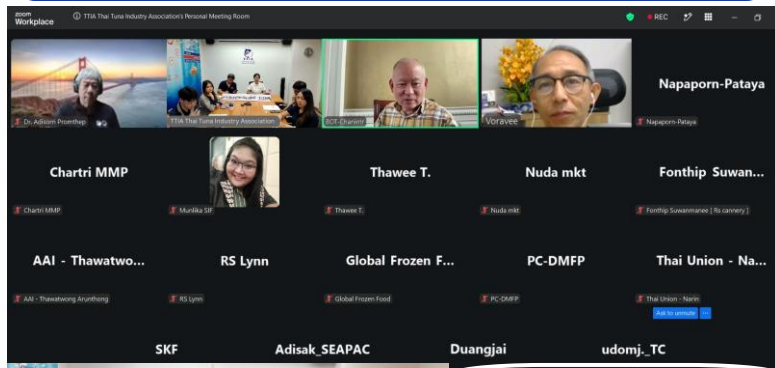 zoom
Workplace
TTIA Thai Tuna Industry Association's Personal Meeting Room
REC
Dr. Adisorn Promthep
TTIA Thai Tuna Industry Association
BOT-Chanintr
Voravee
Napaporn-Pataya
Napaporn-Pataya
Chartri MMP
Thawee T.
Nuda mkt
Fonthip Suwan...
Chartri MMP
Munlika SIF
Thawee T.
Nuda mkt
Fonthip Suwanmanee [ Rs cannery ]
AAI - Thawatwo...
RS Lynn
Global Frozen F...
PC-DMFP
Thai Union - Na...
AAI - Thawatwong Arunthong
RS Lynn
Global Frozen Food
PC-DMFP
Thai Union - Narin
Ask to unmute
SKF
Adisak_SEAPAC
Duangjai
udomj._TC